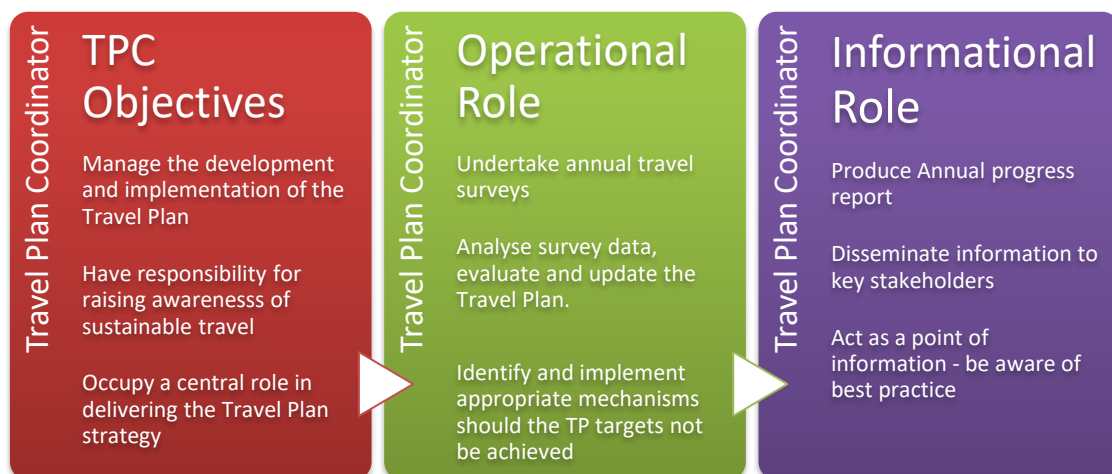 Travel Plan Coordinator
TPC
Objectives
Manage the development
and implementation of the
Travel Plan
Have responsibility for
raising awarenesss of
sustainable travel
Occupy a central role in
delivering the Travel Plan
strategy
Travel Plan Coordinator
Operational
Role
Undertake annual travel
surveys
Analyse survey data,
evaluate and update the
Travel Plan.
Identify and implement
appropriate mechanisms
should the TP targets not
be achieved
Travel Plan Coordinator
Informational
Role
Produce Annual progress
report
Disseminate information to
key stakeholders
Act as a point of
information - be aware of
best practice